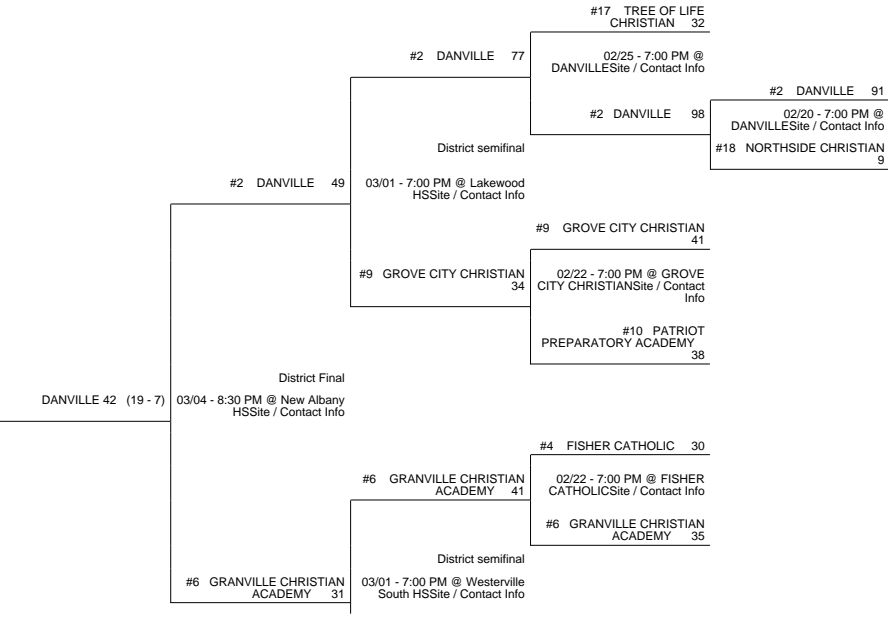 #17 TREE OF LIFE
CHRISTIAN 32
#2 DANVILLE 77
02/25 - 7:00 PM @
DANVILLESite / Contact Info
#2 DANVILLE 91
#2 DANVILLE 98
02/20 - 7:00 PM @
DANVILLESite / Contact Info
District semifinal
#18 NORTHSIDE CHRISTIAN
9
#2 DANVILLE 49
03/01 - 7:00 PM @ Lakewood
HSSite / Contact Info
#9 GROVE CITY CHRISTIAN
41
#9 GROVE CITY CHRISTIAN
34
02/22 - 7:00 PM @ GROVE
CITY CHRISTIANSite / Contact
Info
#10 PATRIOT
PREPARATORY ACADEMY
38
District Final
DANVILLE 42 (19 - 7)
03/04 - 8:30 PM @ New Albany
HSSite / Contact Info
#4 FISHER CATHOLIC 30
#6 GRANVILLE CHRISTIAN
ACADEMY 41
02/22 - 7:00 PM @ FISHER
CATHOLICSite / Contact Info
#6 GRANVILLE CHRISTIAN
ACADEMY 35
District semifinal
#6 GRANVILLE CHRISTIAN
ACADEMY 31
03/01 - 7:00 PM @ Westerville
South HSSite / Contact Info